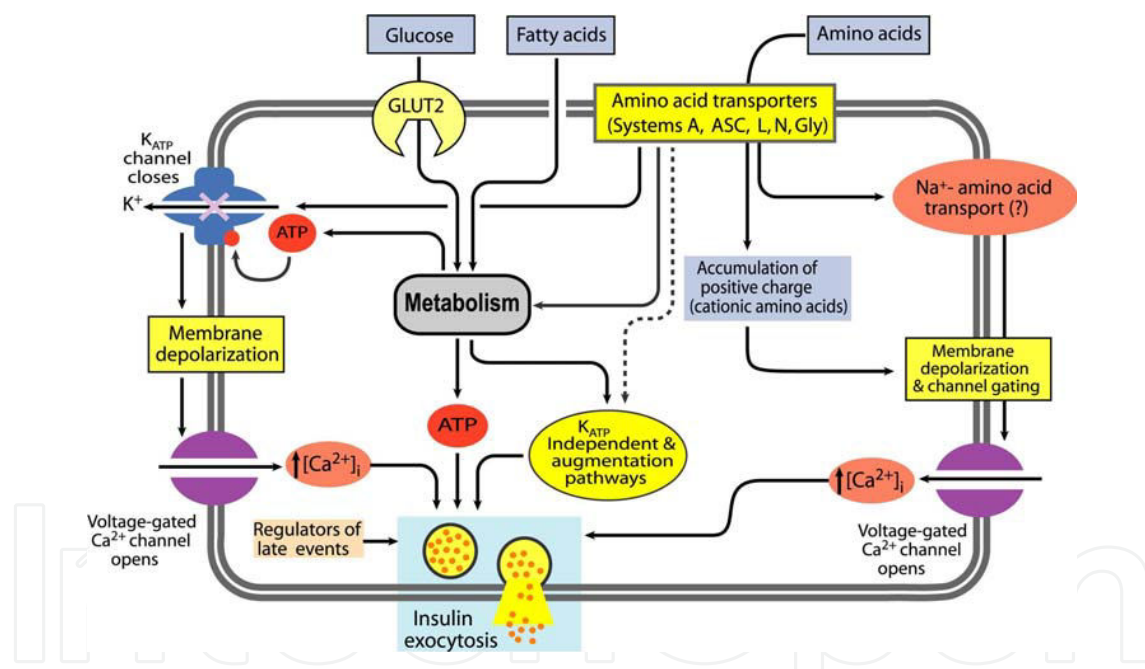 Glucose
Fatty acids
Amino acids
GLUT2
Amino acid transporters
(Systems A, ASC, L, N, Gly)
K_ATP
channel
closes
K⁺
ATP
Na⁺- amino acid
transport (?)
Accumulation of
positive charge
(cationic amino acids)
Metabolism
Membrane
depolarization
Membrane
depolarization
& channel gating
ATP
K_ATP
Independent &
augmentation
pathways
↑[Ca²⁺]ᵢ
↑[Ca²⁺]ᵢ
Voltage-gated
Ca²⁺ channel
opens
Regulators of
late events
Voltage-gated
Ca²⁺ channel
opens
Insulin
exocytosis